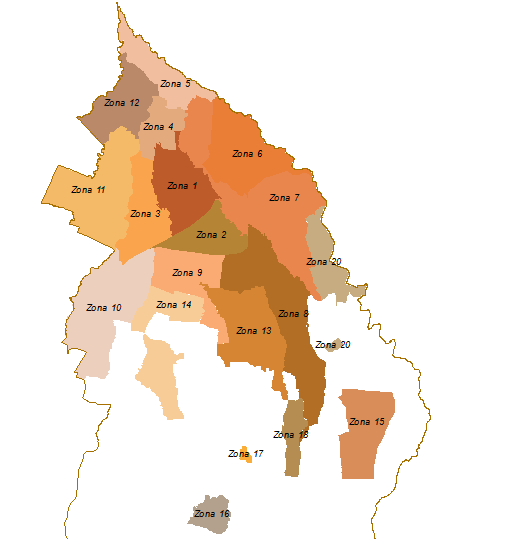 Zona 5
Zona 12
Zona 4
Zona 6
Zona 1
Zona 11
Zona 7
Zona 3
Zona 2
Zona 20
Zona 9
Zona 14
Zona 10
Zona 8
Zona 13
Zona 20
Zona 15
Zona 18
Zona 17
Zona 16